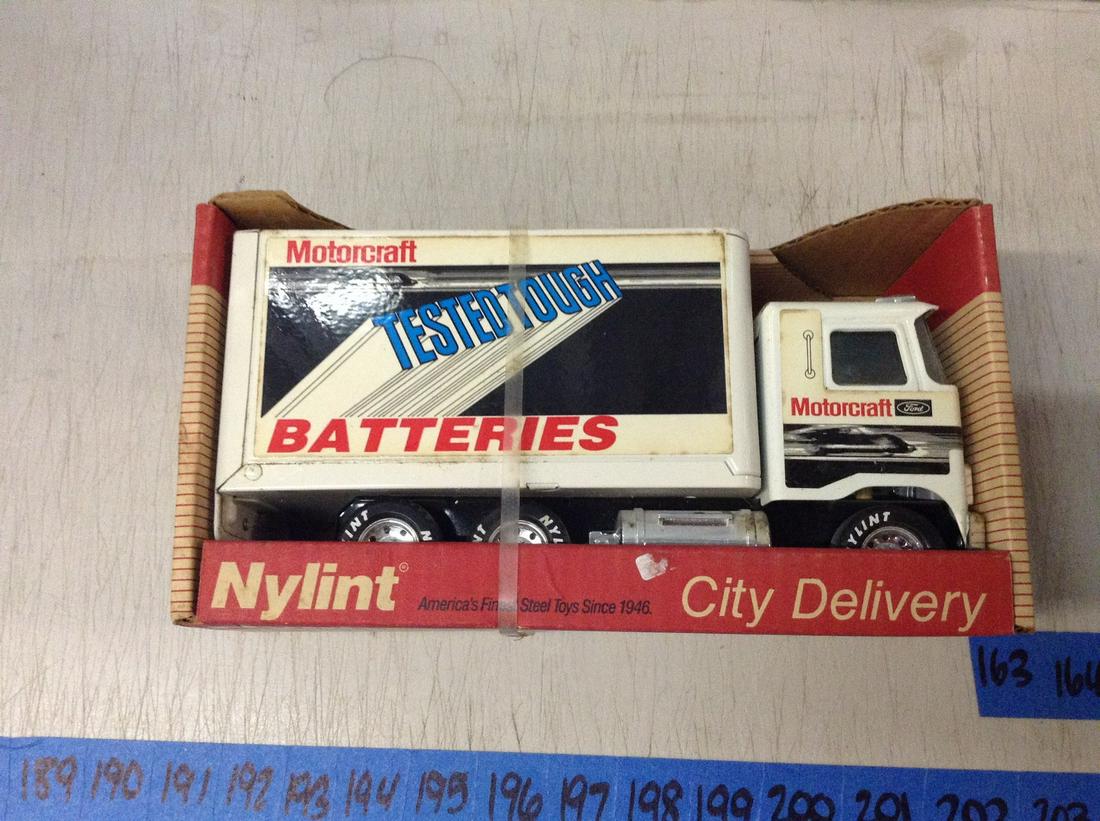 Motorcraft
TESTED TOUGH
BATTERIES
Motorcraft Ford
NYLINT
Nylint®
America's Finest Steel Toys Since 1946.
City Delivery
163 164
189 190 191 192 193 194 195 196 197 198 199 200 201 202 203